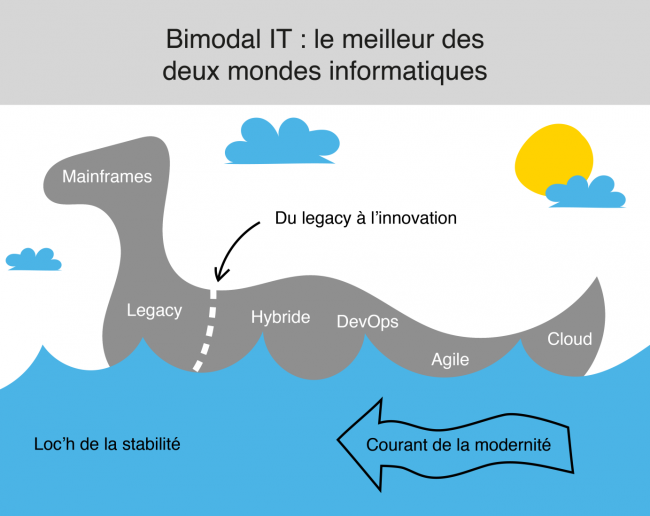 Bimodal IT : le meilleur des
deux mondes informatiques
Mainframes
Du legacy à l'innovation
Legacy
Hybride
DevOps
Agile
Cloud
Loc'h de la stabilité
Courant de la modernité